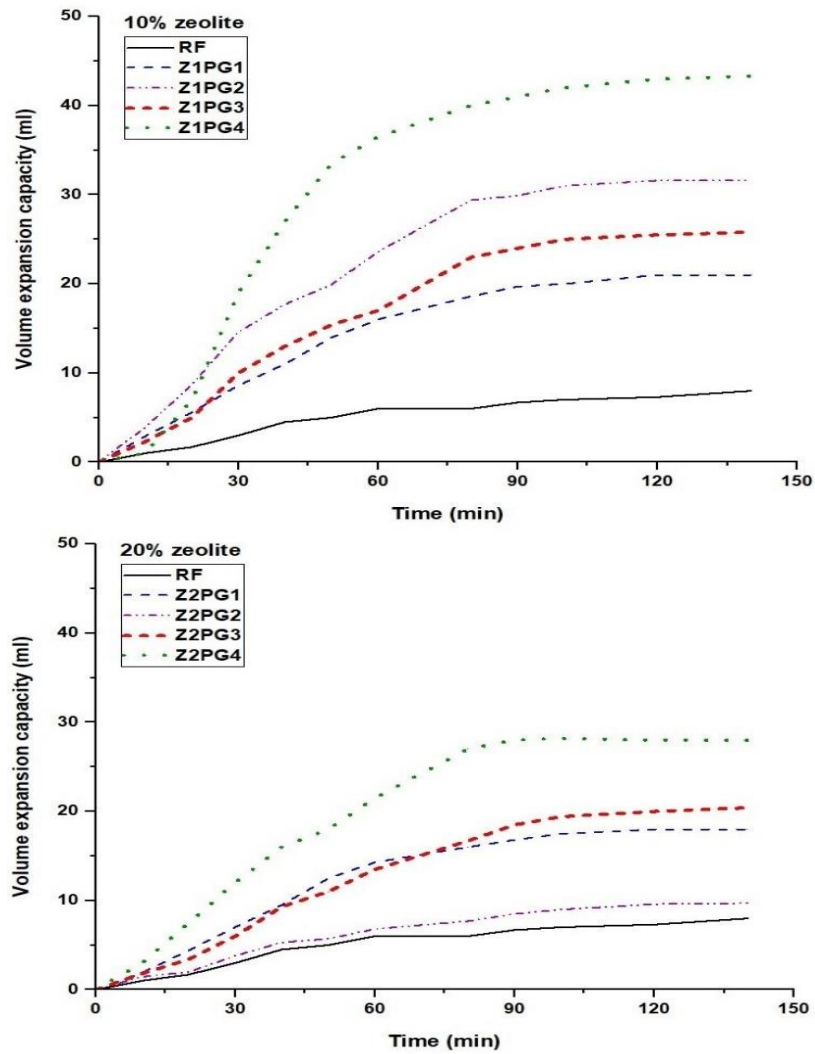 10% zeolite
RF
Z1PG1
Z1PG2
Z1PG3
Z1PG4
Volume expansion capacity (ml)
50
40
30
20
10
0
0 30 60 90 120 150
Time (min)
20% zeolite
RF
Z2PG1
Z2PG2
Z2PG3
Z2PG4
Volume expansion capacity (ml)
50
40
30
20
10
0
0 30 60 90 120 150
Time (min)